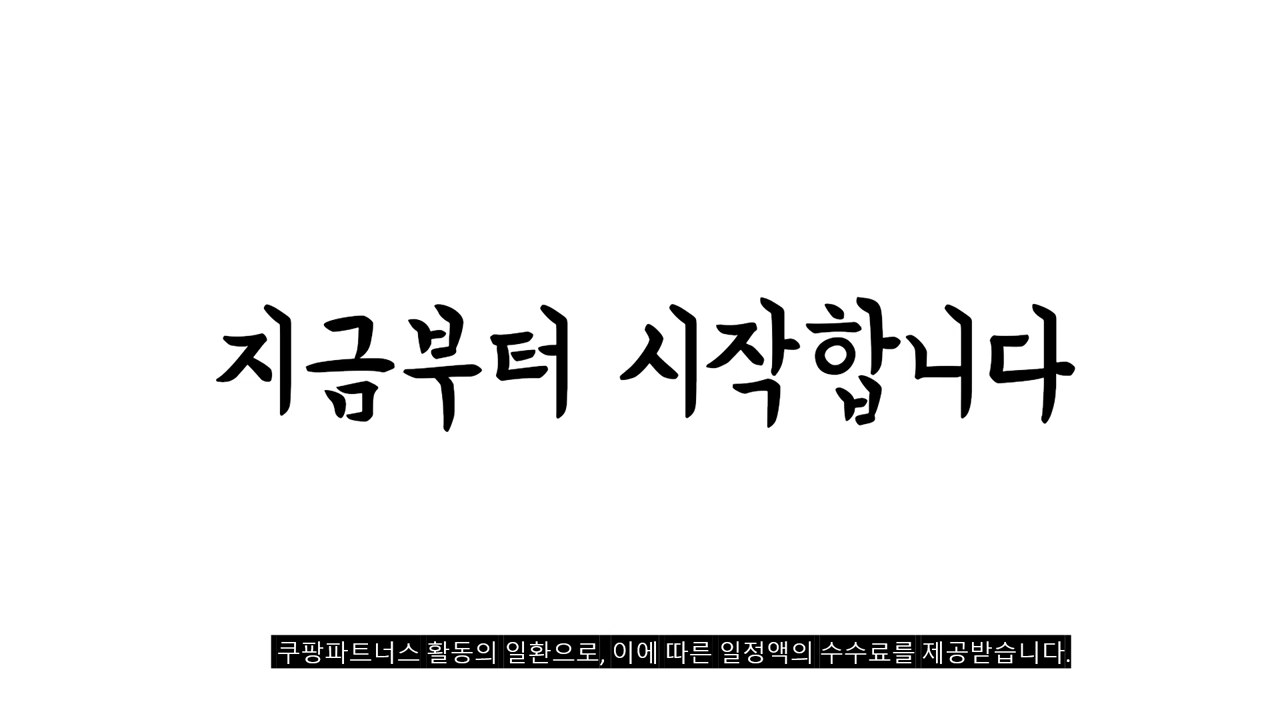 지금부터 시작합니다
쿠팡파트너스 활동의 일환으로, 이에 따른 일정액의 수수료를 제공받습니다.